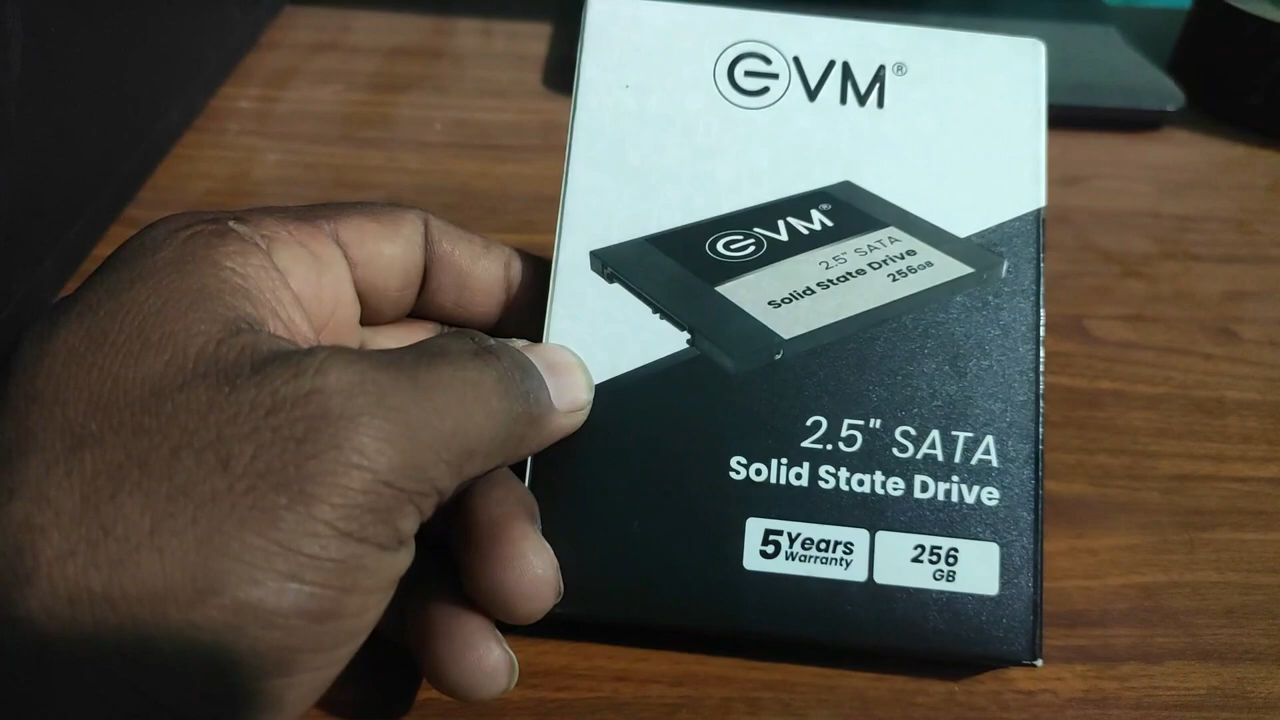 EVM®
EVM®
2.5" SATA
Solid State Drive
256GB
2.5" SATA
Solid State Drive
5 Years
Warranty
256
GB